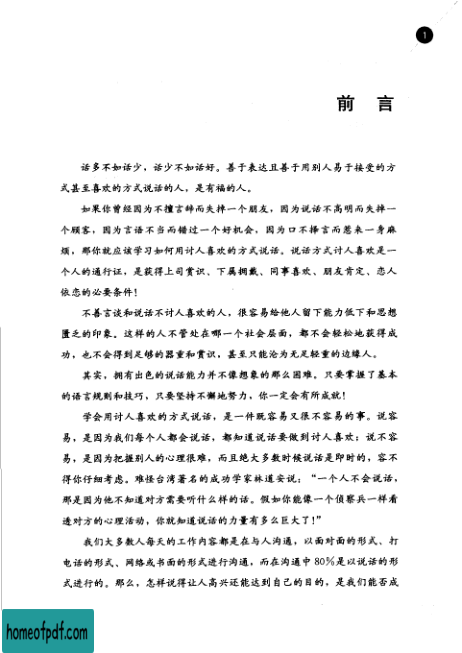 1
前 言
话多不如话少，话少不如话好。善于表达且善于用别人易于接受的方
式甚至喜欢的方式说话的人，是有福的人。
如果你曾经因为不擅言辞而失掉一个朋友，因为说话不高明而失掉一
个顾客，因为言语不当而错过一个好机会，因为口不择言而惹来一身麻
烦，那你就应该学习如何用讨人喜欢的方式说话。说话方式讨人喜欢是一
个人的通行证，是获得上司赏识、下属拥戴、同事喜欢、朋友肯定、恋人
依恋的必要条件！
不善言谈和说话不讨人喜欢的人，很容易给他人留下能力低下和思想
匮乏的印象。这样的人不管处在哪一个社会层面，都不会轻松地获得成
功，也不会得到足够的器重和赏识，甚至只能沦为无足轻重的边缘人。
其实，拥有出色的说话能力并不像想象的那么困难。只要掌握了基本
的语言规则和技巧，只要坚持不懈地努力，你一定会有所成就！
学会用讨人喜欢的方式说话，是一件既容易又很不容易的事。说容
易，是因为我们每个人都会说话，都知道说话要做到讨人喜欢；说不容
易，是因为把握别人的心理很难，而且绝大多数时候说话是即时的，容不
得你仔细考虑。难怪台湾著名的成功学家林道安说：“一个人不会说话，
那是因为他不知道对方需要听什么样的话。假如你能像一个侦察兵一样看
透对方的心理活动，你就知道说话的力量有多么巨大了！”
我们大多数人每天的工作内容都是在与人沟通，以面对面的形式、打
电话的形式、网络或书面的形式进行沟通，而在沟通中80%是以说话的形
式进行的。那么，怎样说得让人高兴还能达到自己的目的，是我们能否成
homeofpdf.com